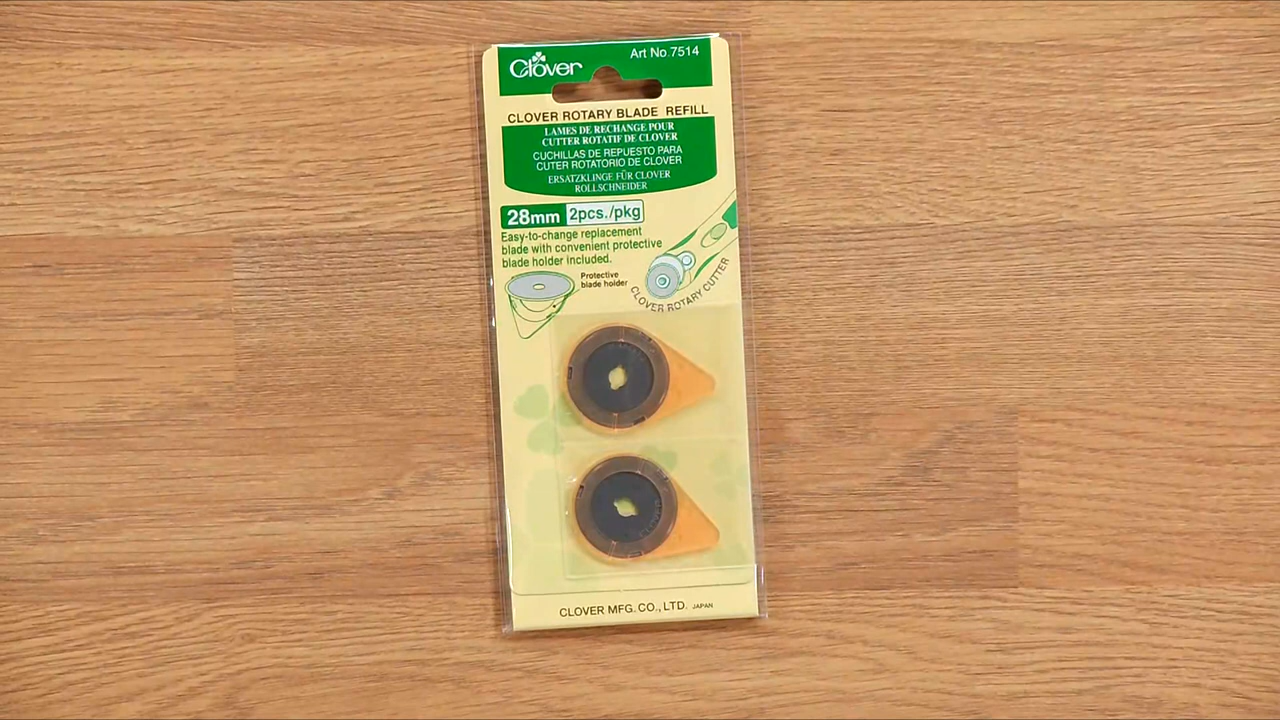 Clover
Art No.7514
CLOVER ROTARY BLADE REFILL
LAMES DE RECHANGE POUR
CUTTER ROTATIF DE CLOVER
CUCHILLAS DE REPUESTO PARA
CUTER ROTATORIO DE CLOVER
ERSATZKLINGE FÜR CLOVER
ROLLSCHNEIDER
28mm 2pcs./pkg
Easy-to-change replacement
blade with convenient protective
blade holder included.
Protective
blade holder
CLOVER ROTARY CUTTER
CLOVER
CLOVER MFG. CO., LTD. JAPAN